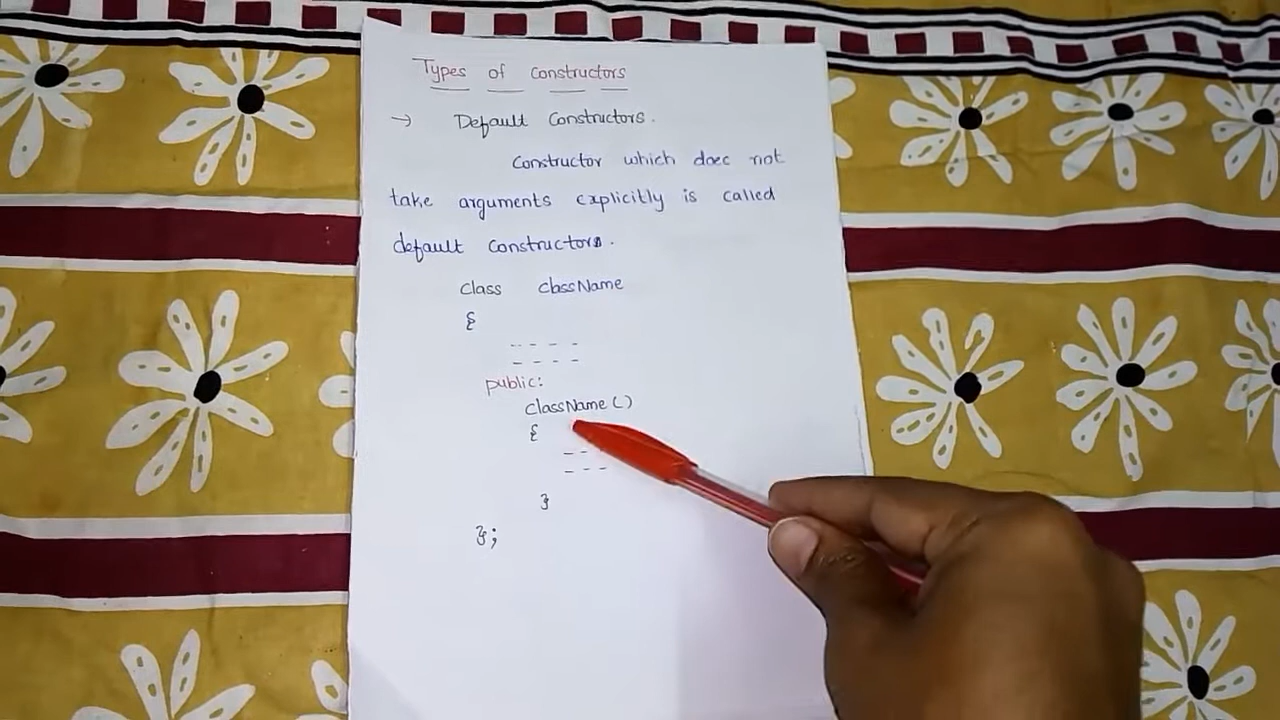 Types of Constructors
→ Default Constructors.
Constructor which does not
take arguments explicitly is called
default Constructors.
Class ClassName
{
- - - -
- - - -
public:
ClassName()
{
- -
- - -
}
};